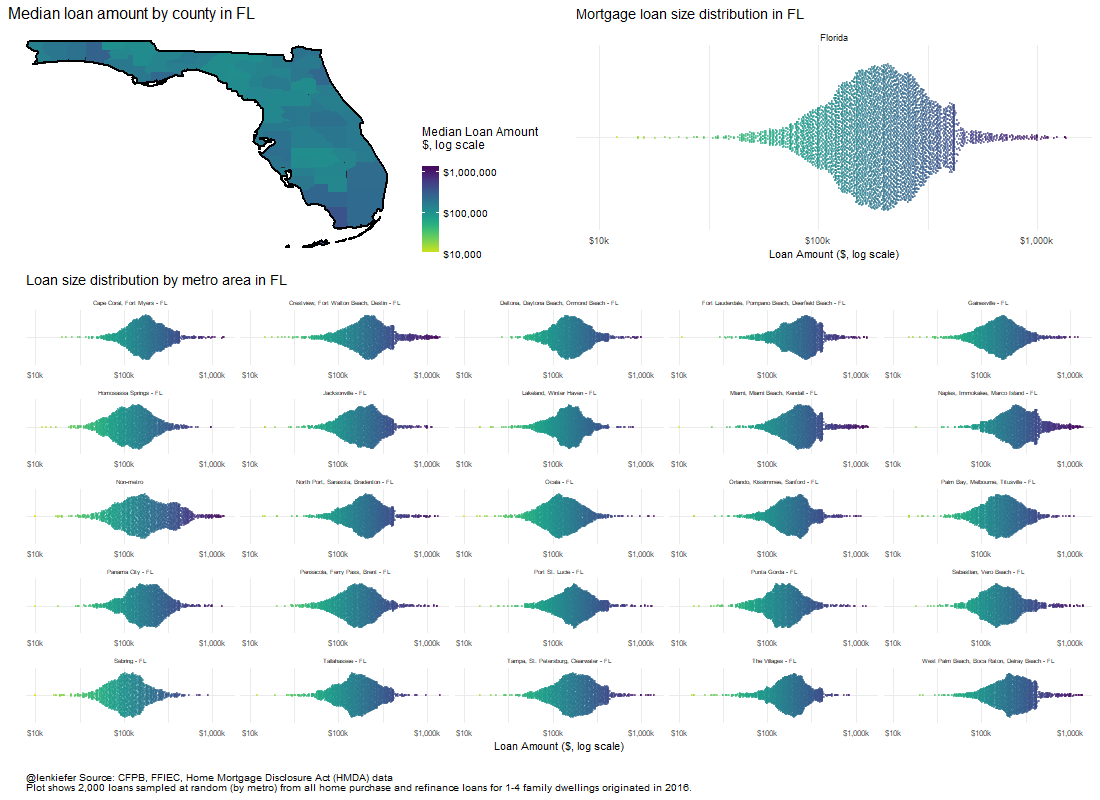 Median loan amount by county in FL
Median Loan Amount
$, log scale
$1,000,000
$100,000
$10,000
Mortgage loan size distribution in FL
Florida
$10k $100k $1,000k
Loan Amount ($, log scale)
Loan size distribution by metro area in FL
Cape Coral, Fort Myers - FL Crestview, Fort Walton Beach, Destin - FL Deltona, Daytona Beach, Ormond Beach - FL Fort Lauderdale, Pompano Beach, Deerfield Beach - FL Gainesville - FL
$10k $100k $1,000k $10k $100k $1,000k $10k $100k $1,000k $10k $100k $1,000k $10k $100k $1,000k
Homosassa Springs - FL Jacksonville - FL Lakeland, Winter Haven - FL Miami, Miami Beach, Kendall - FL Naples, Immokalee, Marco Island - FL
$10k $100k $1,000k $10k $100k $1,000k $10k $100k $1,000k $10k $100k $1,000k $10k $100k $1,000k
Non-metro North Port, Sarasota, Bradenton - FL Ocala - FL Orlando, Kissimmee, Sanford - FL Palm Bay, Melbourne, Titusville - FL
$10k $100k $1,000k $10k $100k $1,000k $10k $100k $1,000k $10k $100k $1,000k $10k $100k $1,000k
Panama City - FL Pensacola, Ferry Pass, Brent - FL Port St. Lucie - FL Punta Gorda - FL Sebastian, Vero Beach - FL
$10k $100k $1,000k $10k $100k $1,000k $10k $100k $1,000k $10k $100k $1,000k $10k $100k $1,000k
Sebring - FL Tallahassee - FL Tampa, St. Petersburg, Clearwater - FL The Villages - FL West Palm Beach, Boca Raton, Delray Beach - FL
$10k $100k $1,000k $10k $100k $1,000k $10k $100k $1,000k $10k $100k $1,000k $10k $100k $1,000k
Loan Amount ($, log scale)
@lenkiefer Source: CFPB, FFIEC, Home Mortgage Disclosure Act (HMDA) data
Plot shows 2,000 loans sampled at random (by metro) from all home purchase and refinance loans for 1-4 family dwellings originated in 2016.